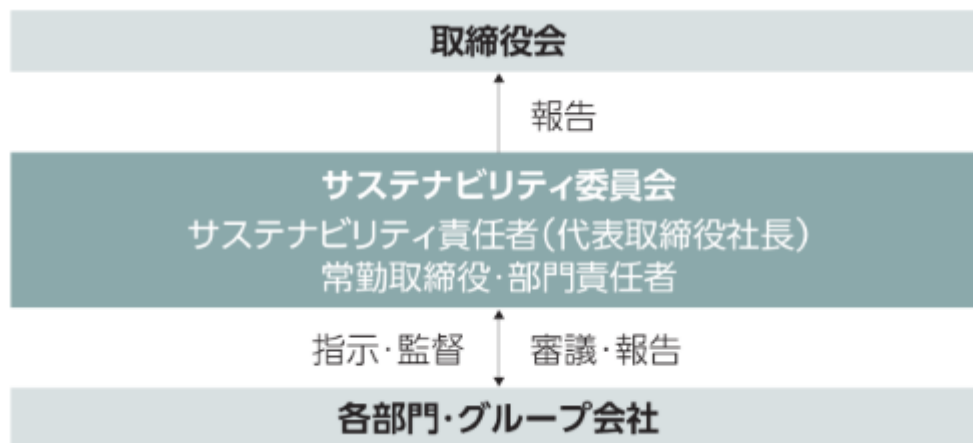 取締役会
報告
サステナビリティ委員会
サステナビリティ責任者(代表取締役社長)
常勤取締役・部門責任者
指示・監督
審議・報告
各部門・グループ会社